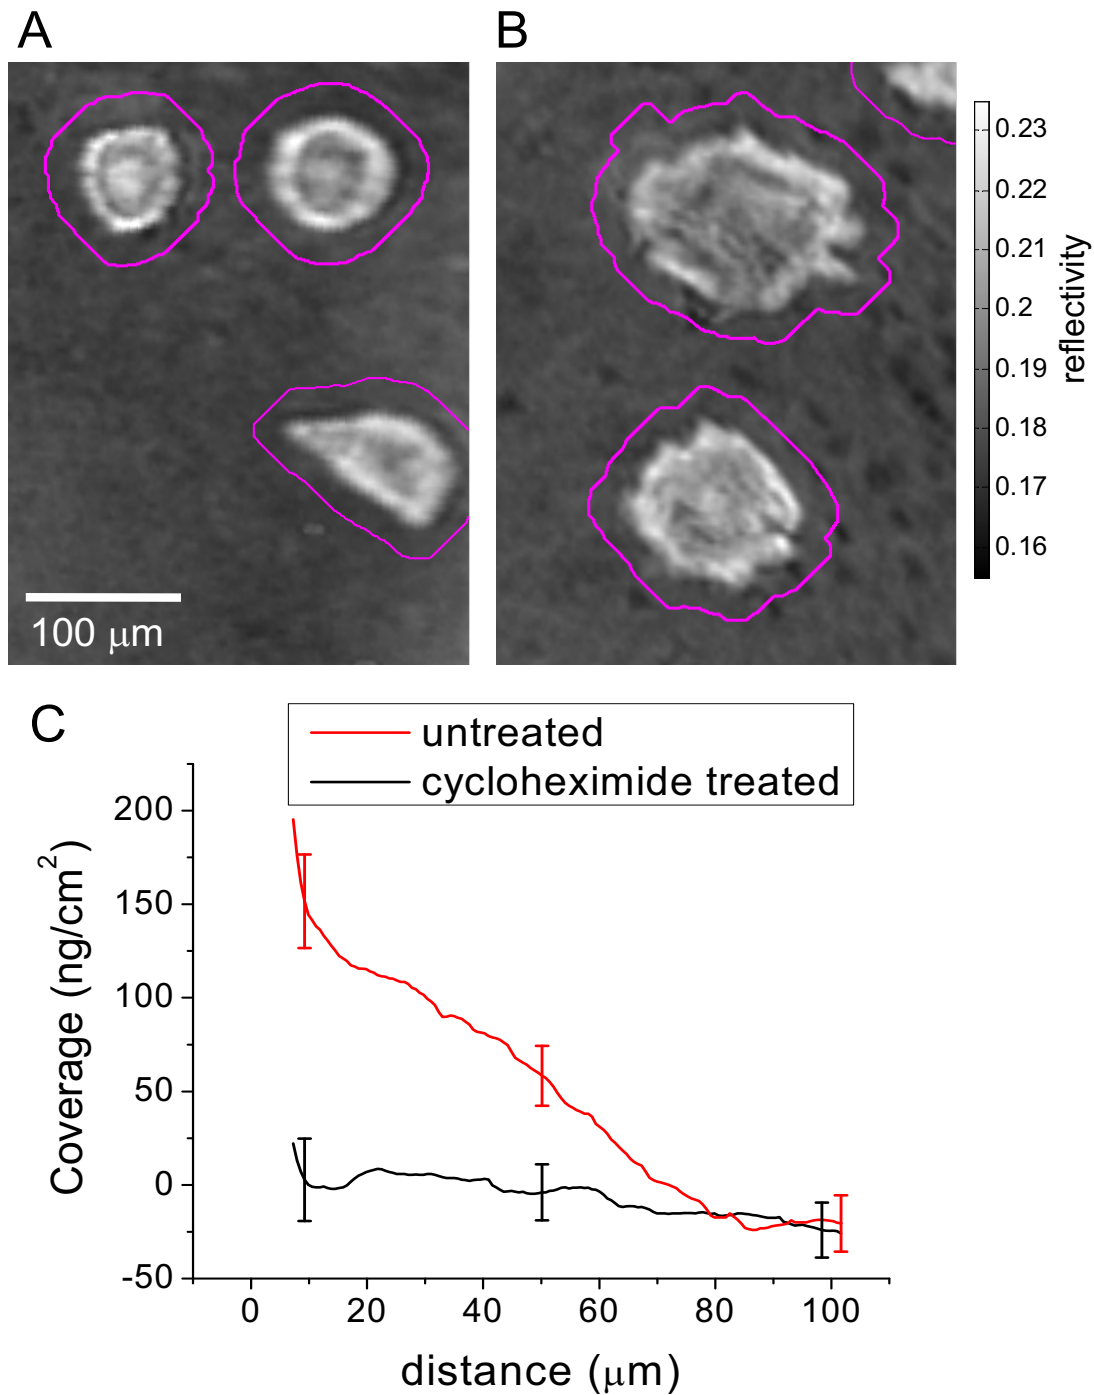 A
B
0.23
0.22
0.21
0.2
0.19
0.18
0.17
0.16
reflectivity
100 μm
C
untreated
cycloheximide treated
200
150
100
50
0
-50
Coverage (ng/cm²)
0 20 40 60 80 100
distance (μm)